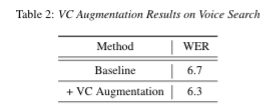 Table 2: VC Augmentation Results on Voice Search
Method | WER
Baseline | 6.7
+ VC Augmentation | 6.3